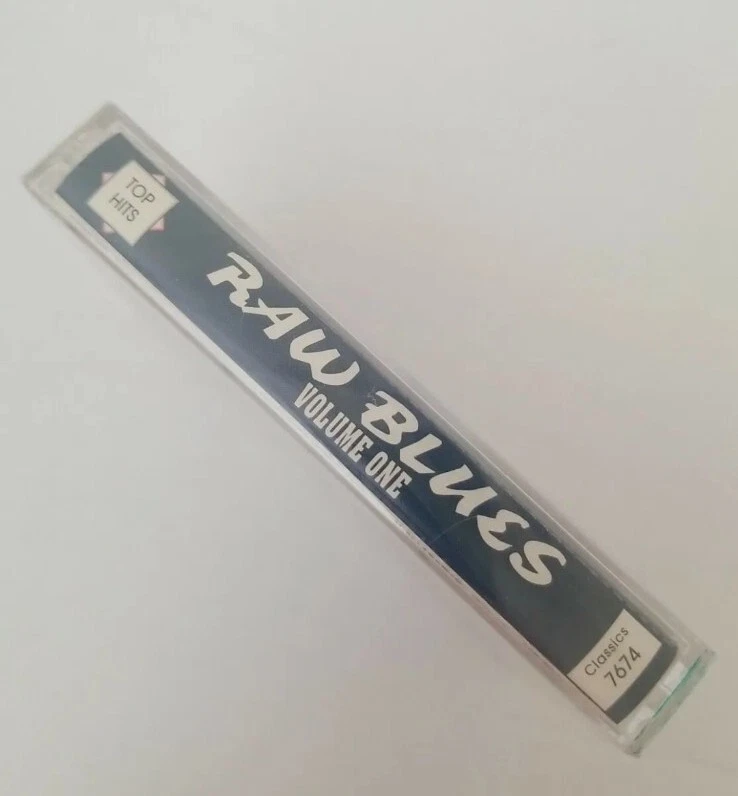 TOP
HITS
RAW BLUES
VOLUME ONE
Classics
7674